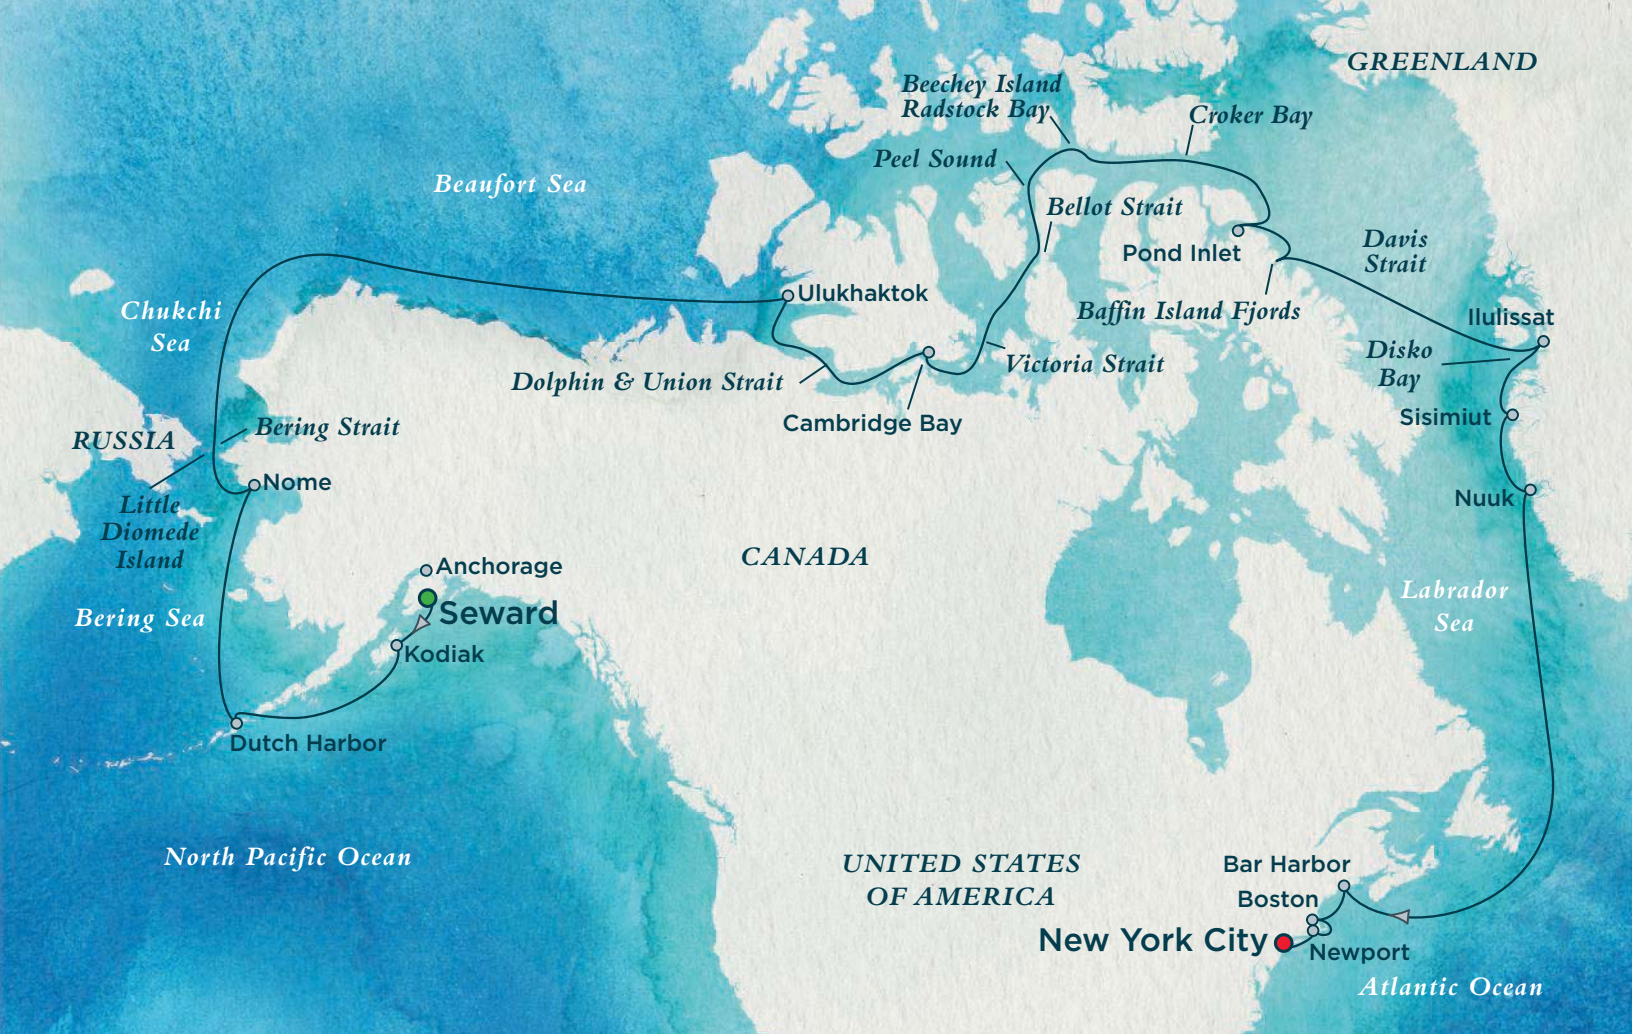 GREENLAND
Beechey Island
Radstock Bay
Croker Bay
Peel Sound
Beaufort Sea
Bellot Strait
Pond Inlet
Davis
Strait
Ulukhaktok
Chukchi
Sea
Baffin Island Fjords
Ilulissat
Victoria Strait
Disko
Bay
Dolphin & Union Strait
Cambridge Bay
Sisimiut
Bering Strait
RUSSIA
Nome
Nuuk
Little
Diomede
Island
CANADA
Anchorage
Labrador
Sea
Seward
Bering Sea
Kodiak
Dutch Harbor
North Pacific Ocean
UNITED STATES
OF AMERICA
Bar Harbor
Boston
New York City
Newport
Atlantic Ocean